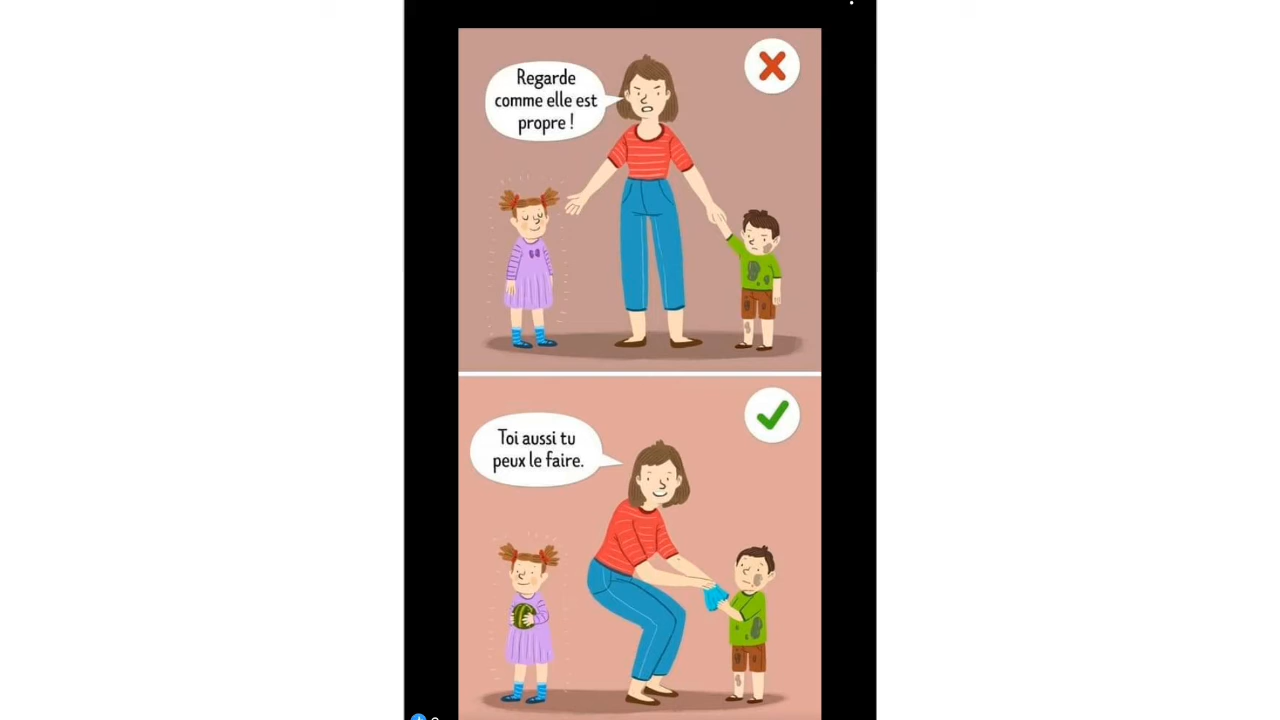 Regarde
comme elle est
propre !
Toi aussi tu
peux le faire.